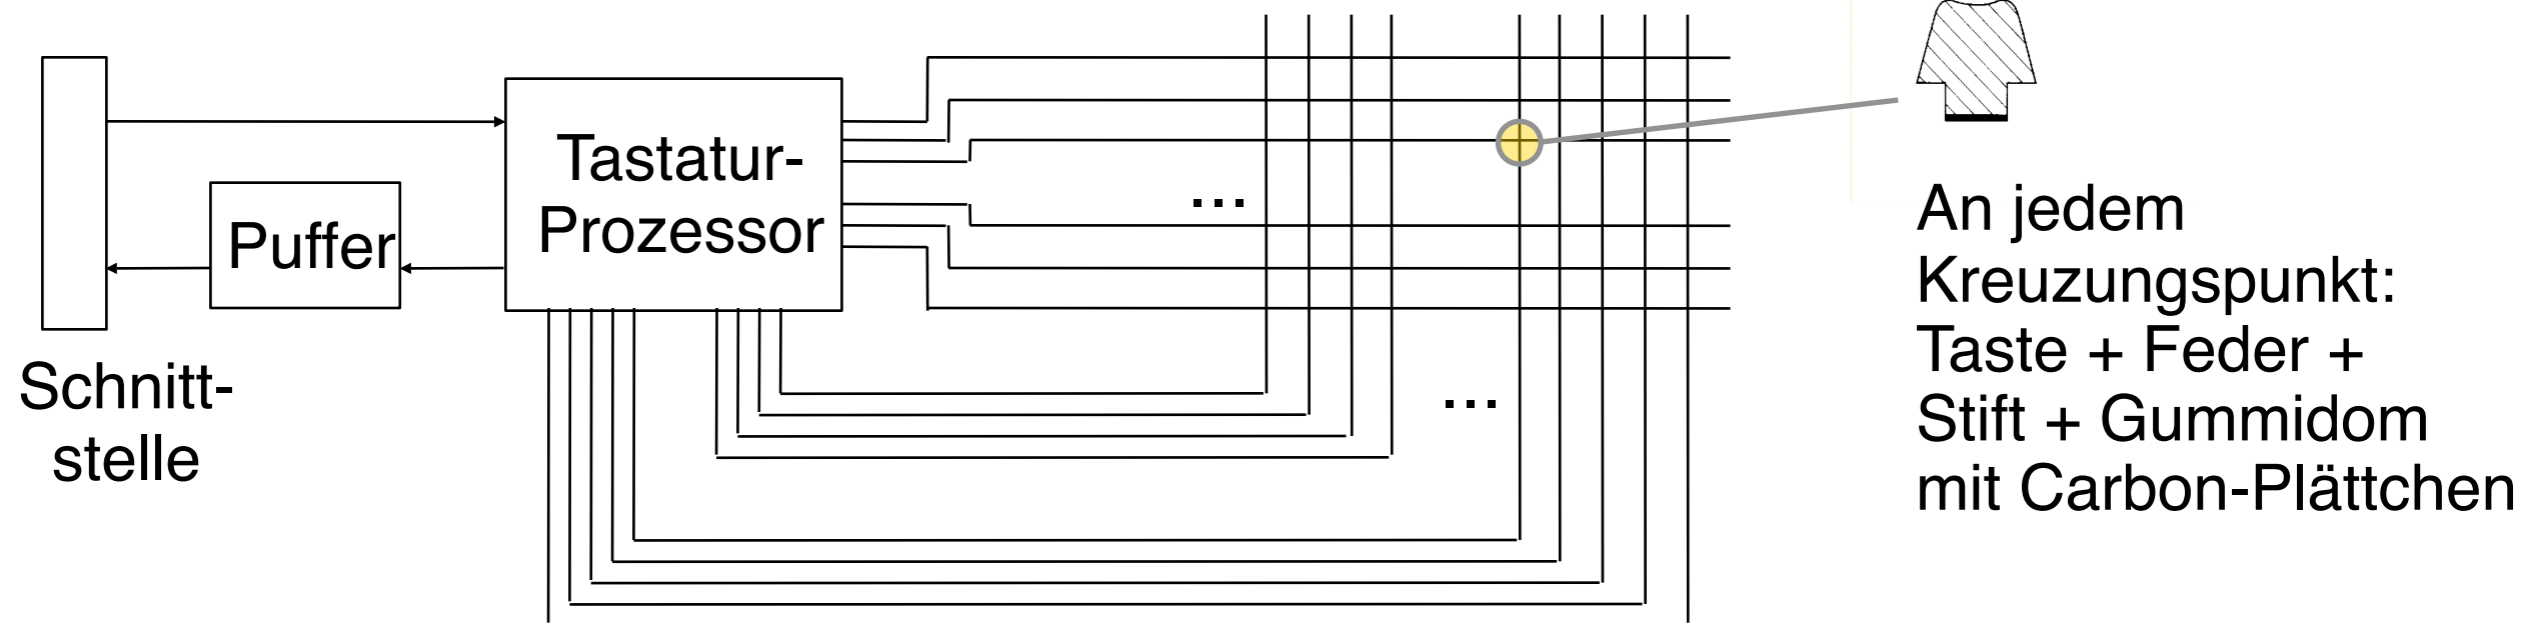 Schnitt-
stelle
Puffer
Tastatur-
Prozessor
...
...
An jedem
Kreuzungspunkt:
Taste + Feder +
Stift + Gummidom
mit Carbon-Plättchen